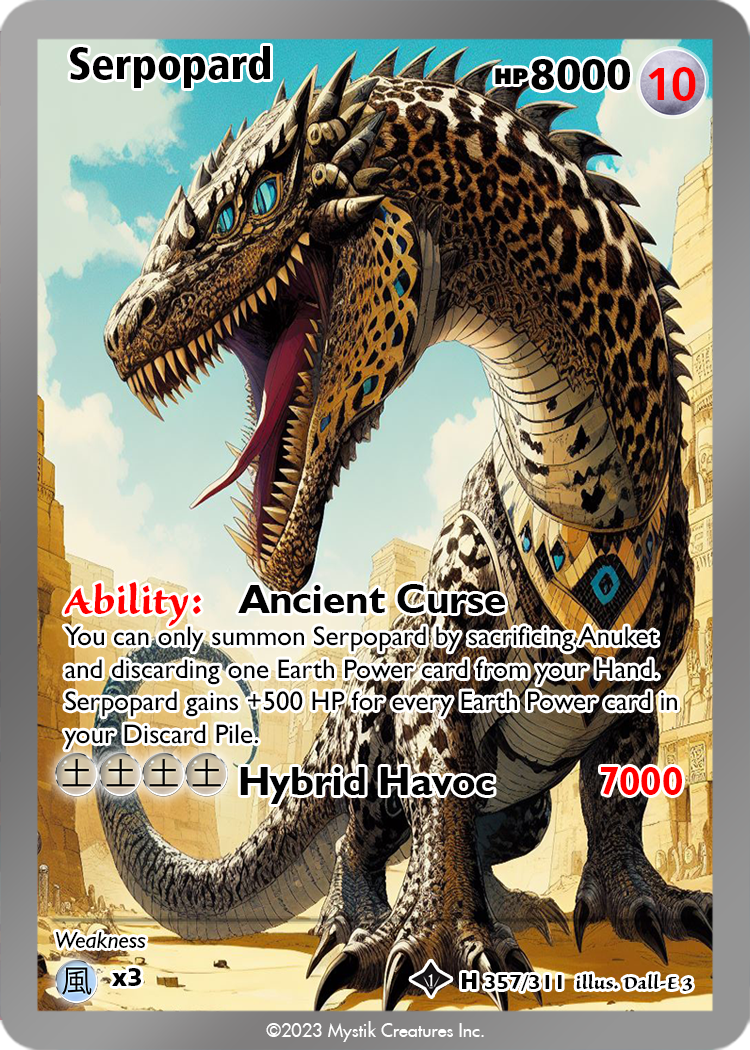 Serpopard HP8000 10
Ability: Ancient Curse
You can only summon Serpopard by sacrificing Anuket
and discarding one Earth Power card from your Hand.
Serpopard gains +500 HP for every Earth Power card in
your Discard Pile.
土 土 土 土 Hybrid Havoc 7000
Weakness
風 x3 1 H 357/311 illus. Dall-E 3
©2023 Mystik Creatures Inc.